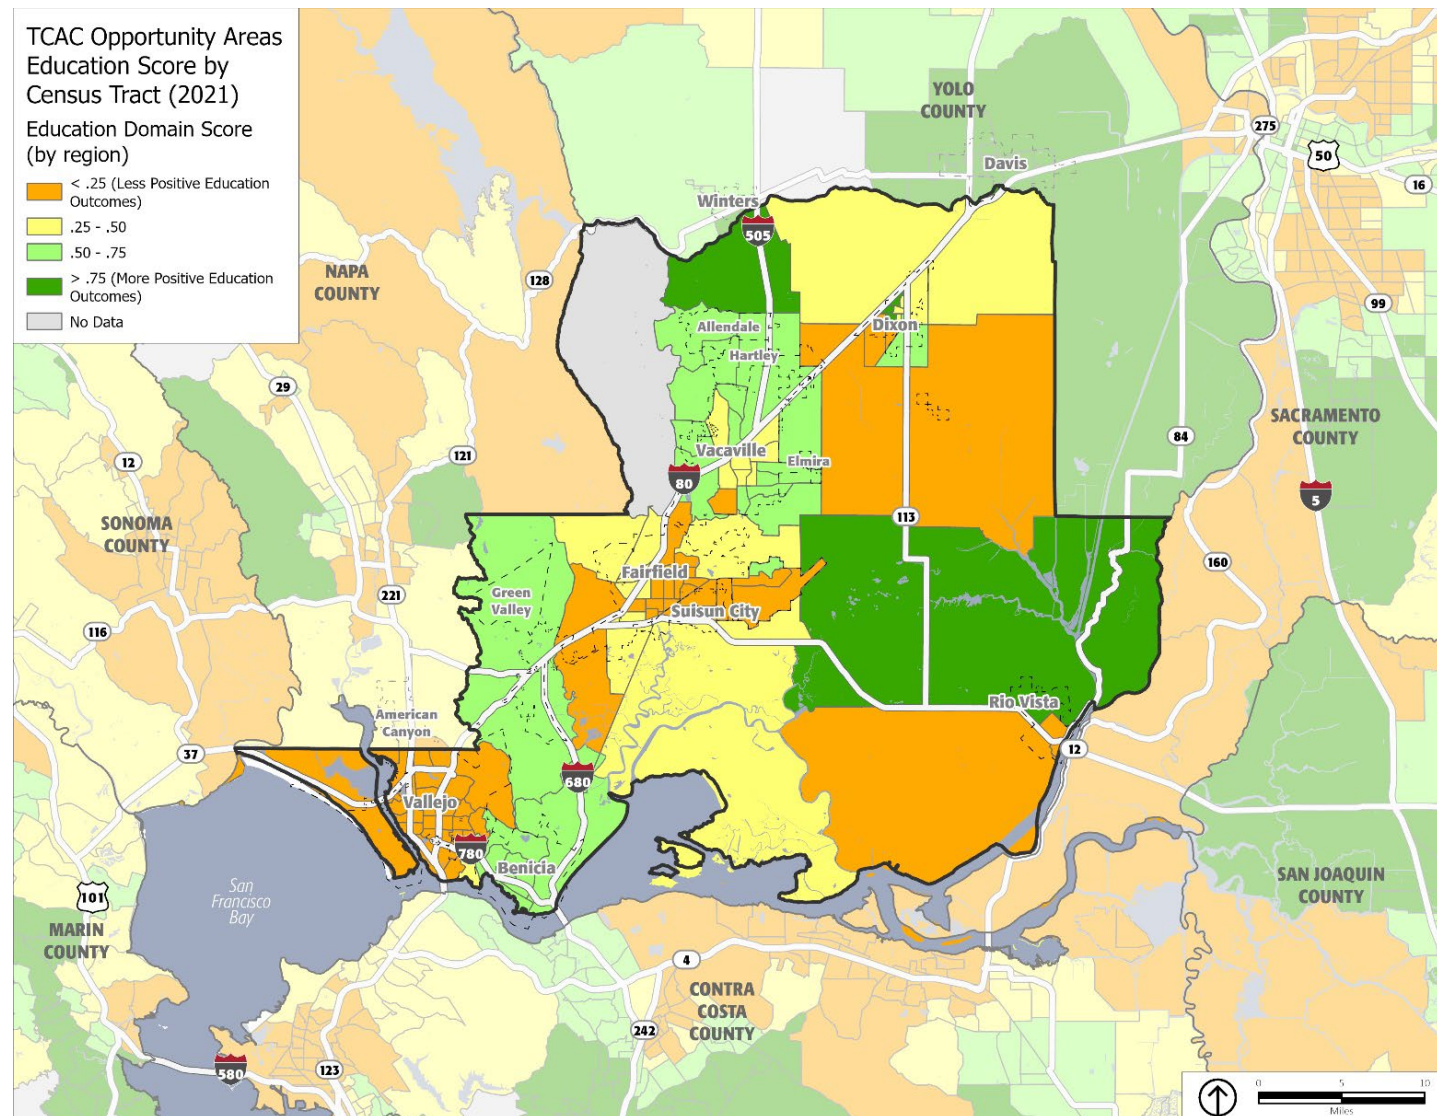 TCAC Opportunity Areas
Education Score by
Census Tract (2021)
Education Domain Score
(by region)
< .25 (Less Positive Education
Outcomes)
.25 - .50
.50 - .75
> .75 (More Positive Education
Outcomes)
No Data
YOLO
COUNTY
275
50
Davis
16
Winters
505
NAPA
COUNTY
128
99
Allendale
Dixon
Hartley
29
SACRAMENTO
COUNTY
84
12
121
Vacaville
Elmira
80
5
SONOMA
COUNTY
113
160
Fairfield
221
Green
Valley
Suisun City
116
Rio Vista
American
Canyon
37
12
680
Vallejo
780
Benicia
San
Francisco
Bay
101
SAN JOAQUIN
COUNTY
MARIN
COUNTY
4
CONTRA
COSTA
COUNTY
242
580
123
0 5 10
Miles